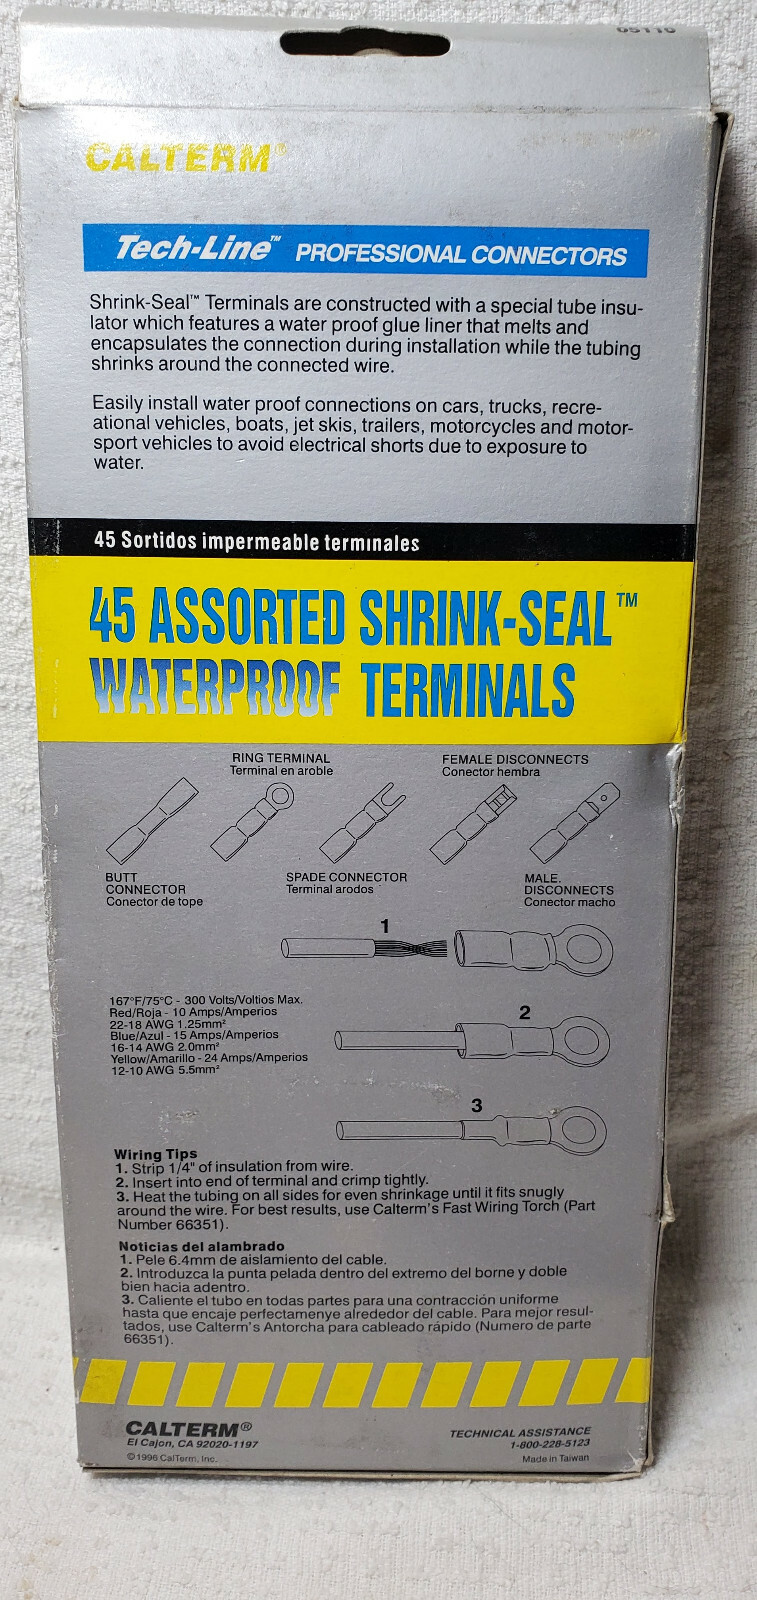 CALTERM®
Tech-Line™ PROFESSIONAL CONNECTORS
Shrink-Seal™ Terminals are constructed with a special tube insu-
lator which features a water proof glue liner that melts and
encapsulates the connection during installation while the tubing
shrinks around the connected wire.
Easily install water proof connections on cars, trucks, recre-
ational vehicles, boats, jet skis, trailers, motorcycles and motor-
sport vehicles to avoid electrical shorts due to exposure to
water.
45 Sortidos impermeable terminales
45 ASSORTED SHRINK-SEAL™
WATERPROOF TERMINALS
RING TERMINAL
Terminal en aroble
FEMALE DISCONNECTS
Conector hembra
BUTT
CONNECTOR
Conector de tope
SPADE CONNECTOR
Terminal arodos
MALE.
DISCONNECTS
Conector macho
1
167°F/75°C - 300 Volts/Voltios Max.
Red/Roja - 10 Amps/Amperios
22-18 AWG 1.25mm²
Blue/Azul - 15 Amps/Amperios
16-14 AWG 2.0mm²
Yellow/Amarillo - 24 Amps/Amperios
12-10 AWG 5.5mm²
2
3
Wiring Tips
1. Strip 1/4" of insulation from wire.
2. Insert into end of terminal and crimp tightly.
3. Heat the tubing on all sides for even shrinkage until it fits snugly
around the wire. For best results, use Calterm's Fast Wiring Torch (Part
Number 66351).
Noticias del alambrado
1. Pele 6.4mm de aislamiento del cable.
2. Introduzca la punta pelada dentro del extremo del borne y doble
bien hacia adentro.
3. Caliente el tubo en todas partes para una contracción uniforme
hasta que encaje perfectamenye alrededor del cable. Para mejor resul-
tados, use Calterm's Antorcha para cableado rápido (Numero de parte
66351).
CALTERM®
El Cajon, CA 92020-1197
©1996 CalTerm, Inc.
TECHNICAL ASSISTANCE
1-800-228-5123
Made in Taiwan